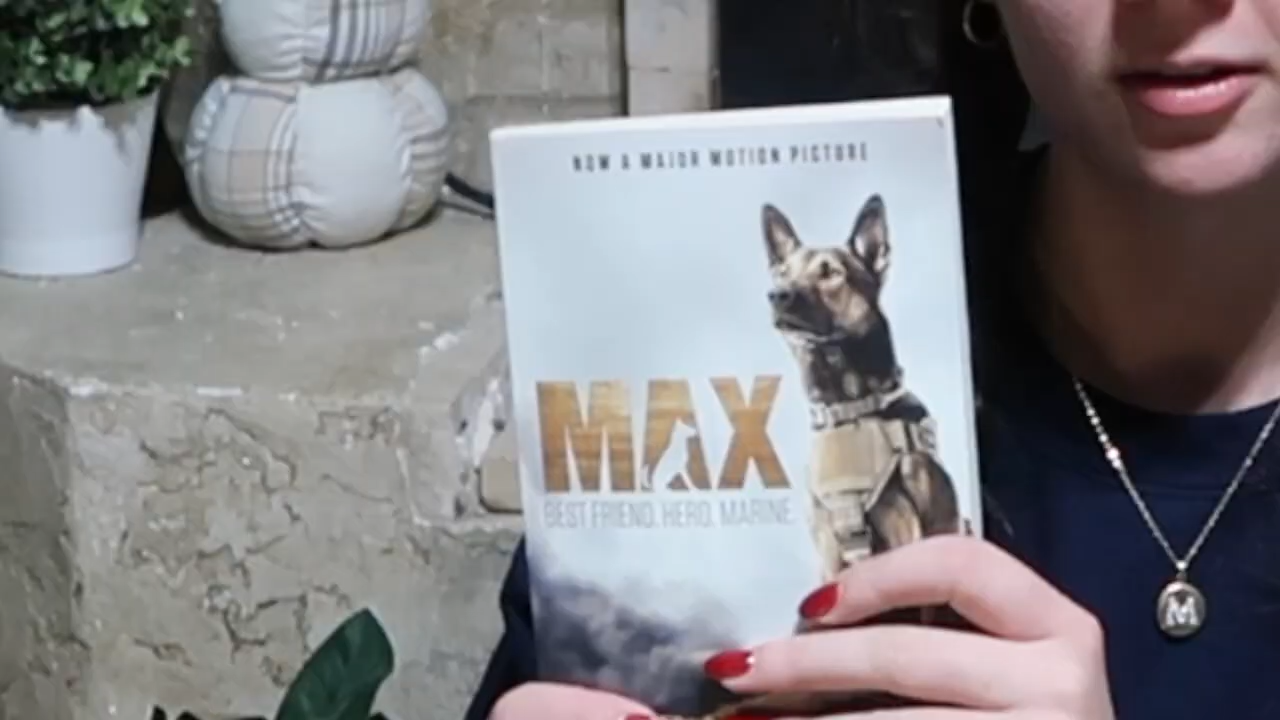 NOW A MAJOR MOTION PICTURE
MAX
BEST FRIEND. HERO. MARINE.
M